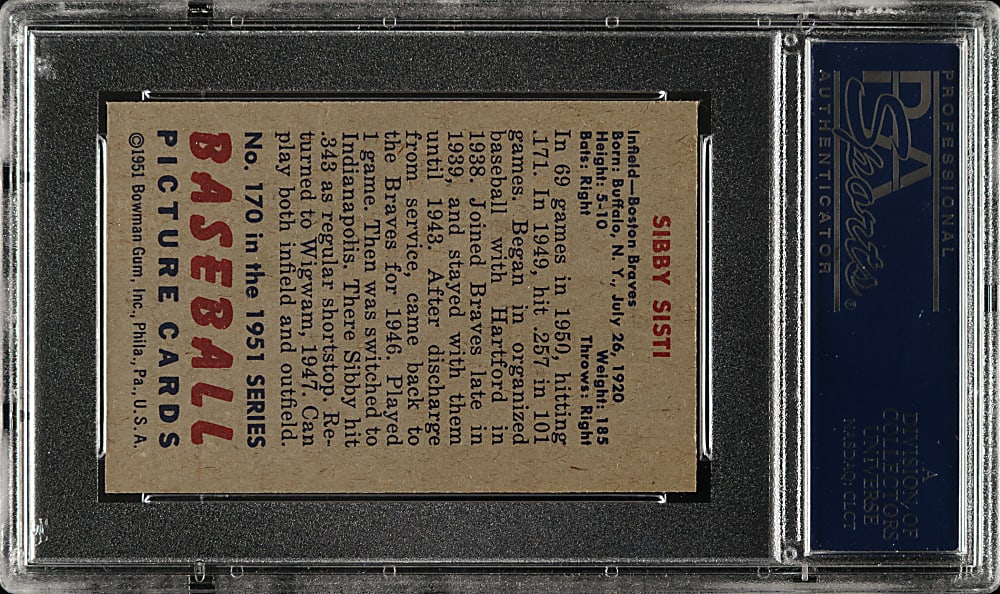 PROFESSIONAL
PSA
Sports
®
AUTHENTICATOR
A
DIVISION OF
COLLECTORS
UNIVERSE
NASDAQ: CLCT
SIBBY SISTI
Infield—Boston Braves
Born: Buffalo, N. Y., July 26, 1920
Height: 5-10 Weight: 185
Bats: Right Throws: Right
In 69 games in 1950, hitting
.171. In 1949, hit .257 in 101
games. Began in organized
baseball with Hartford in
1938. Joined Braves late in
1939, and stayed with them
until 1943. After discharge
from service, came back to
the Braves for 1946. Played
1 game. Then was switched to
Indianapolis. There Sibby hit
.343 as regular shortstop. Re-
turned to Wigwam, 1947. Can
play both infield and outfield.
No. 170 in the 1951 SERIES
BASEBALL
PICTURE CARDS
©1951 Bowman Gum, Inc., Phila., Pa., U.S.A.